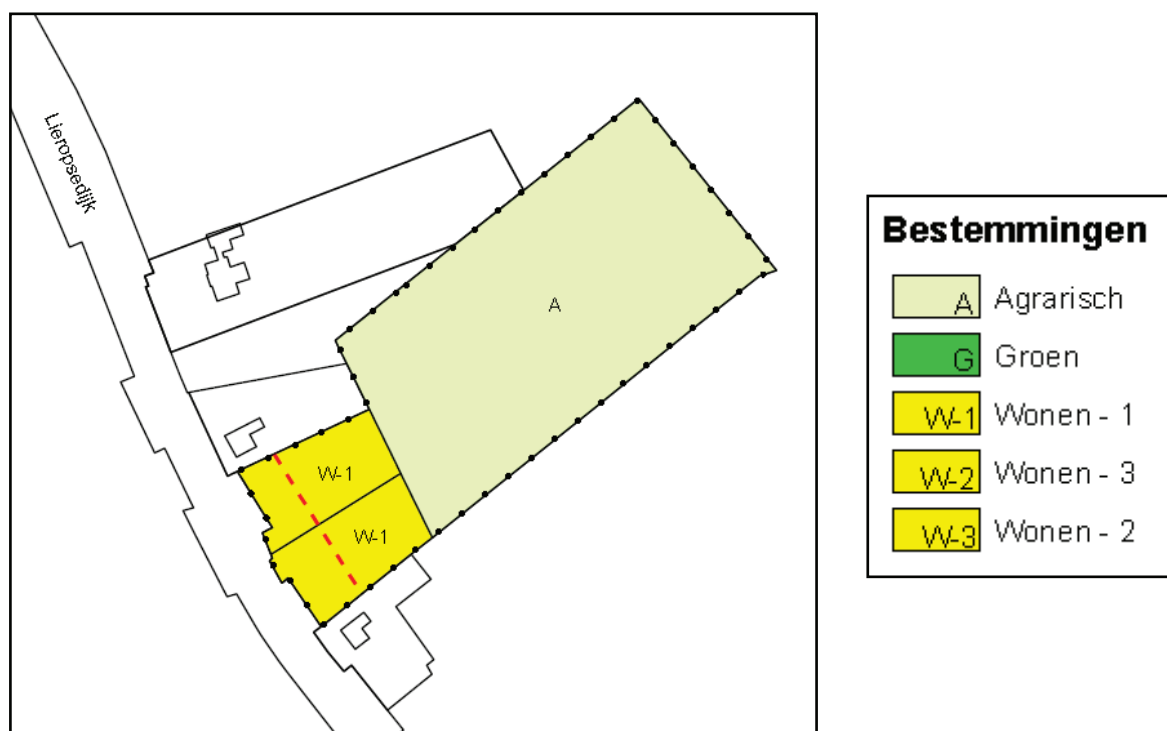 Lieropsedijk
A
W-1
W-1
Bestemmingen
A Agrarisch
G Groen
W-1 Wonen - 1
W-2 Wonen - 3
W-3 Wonen - 2